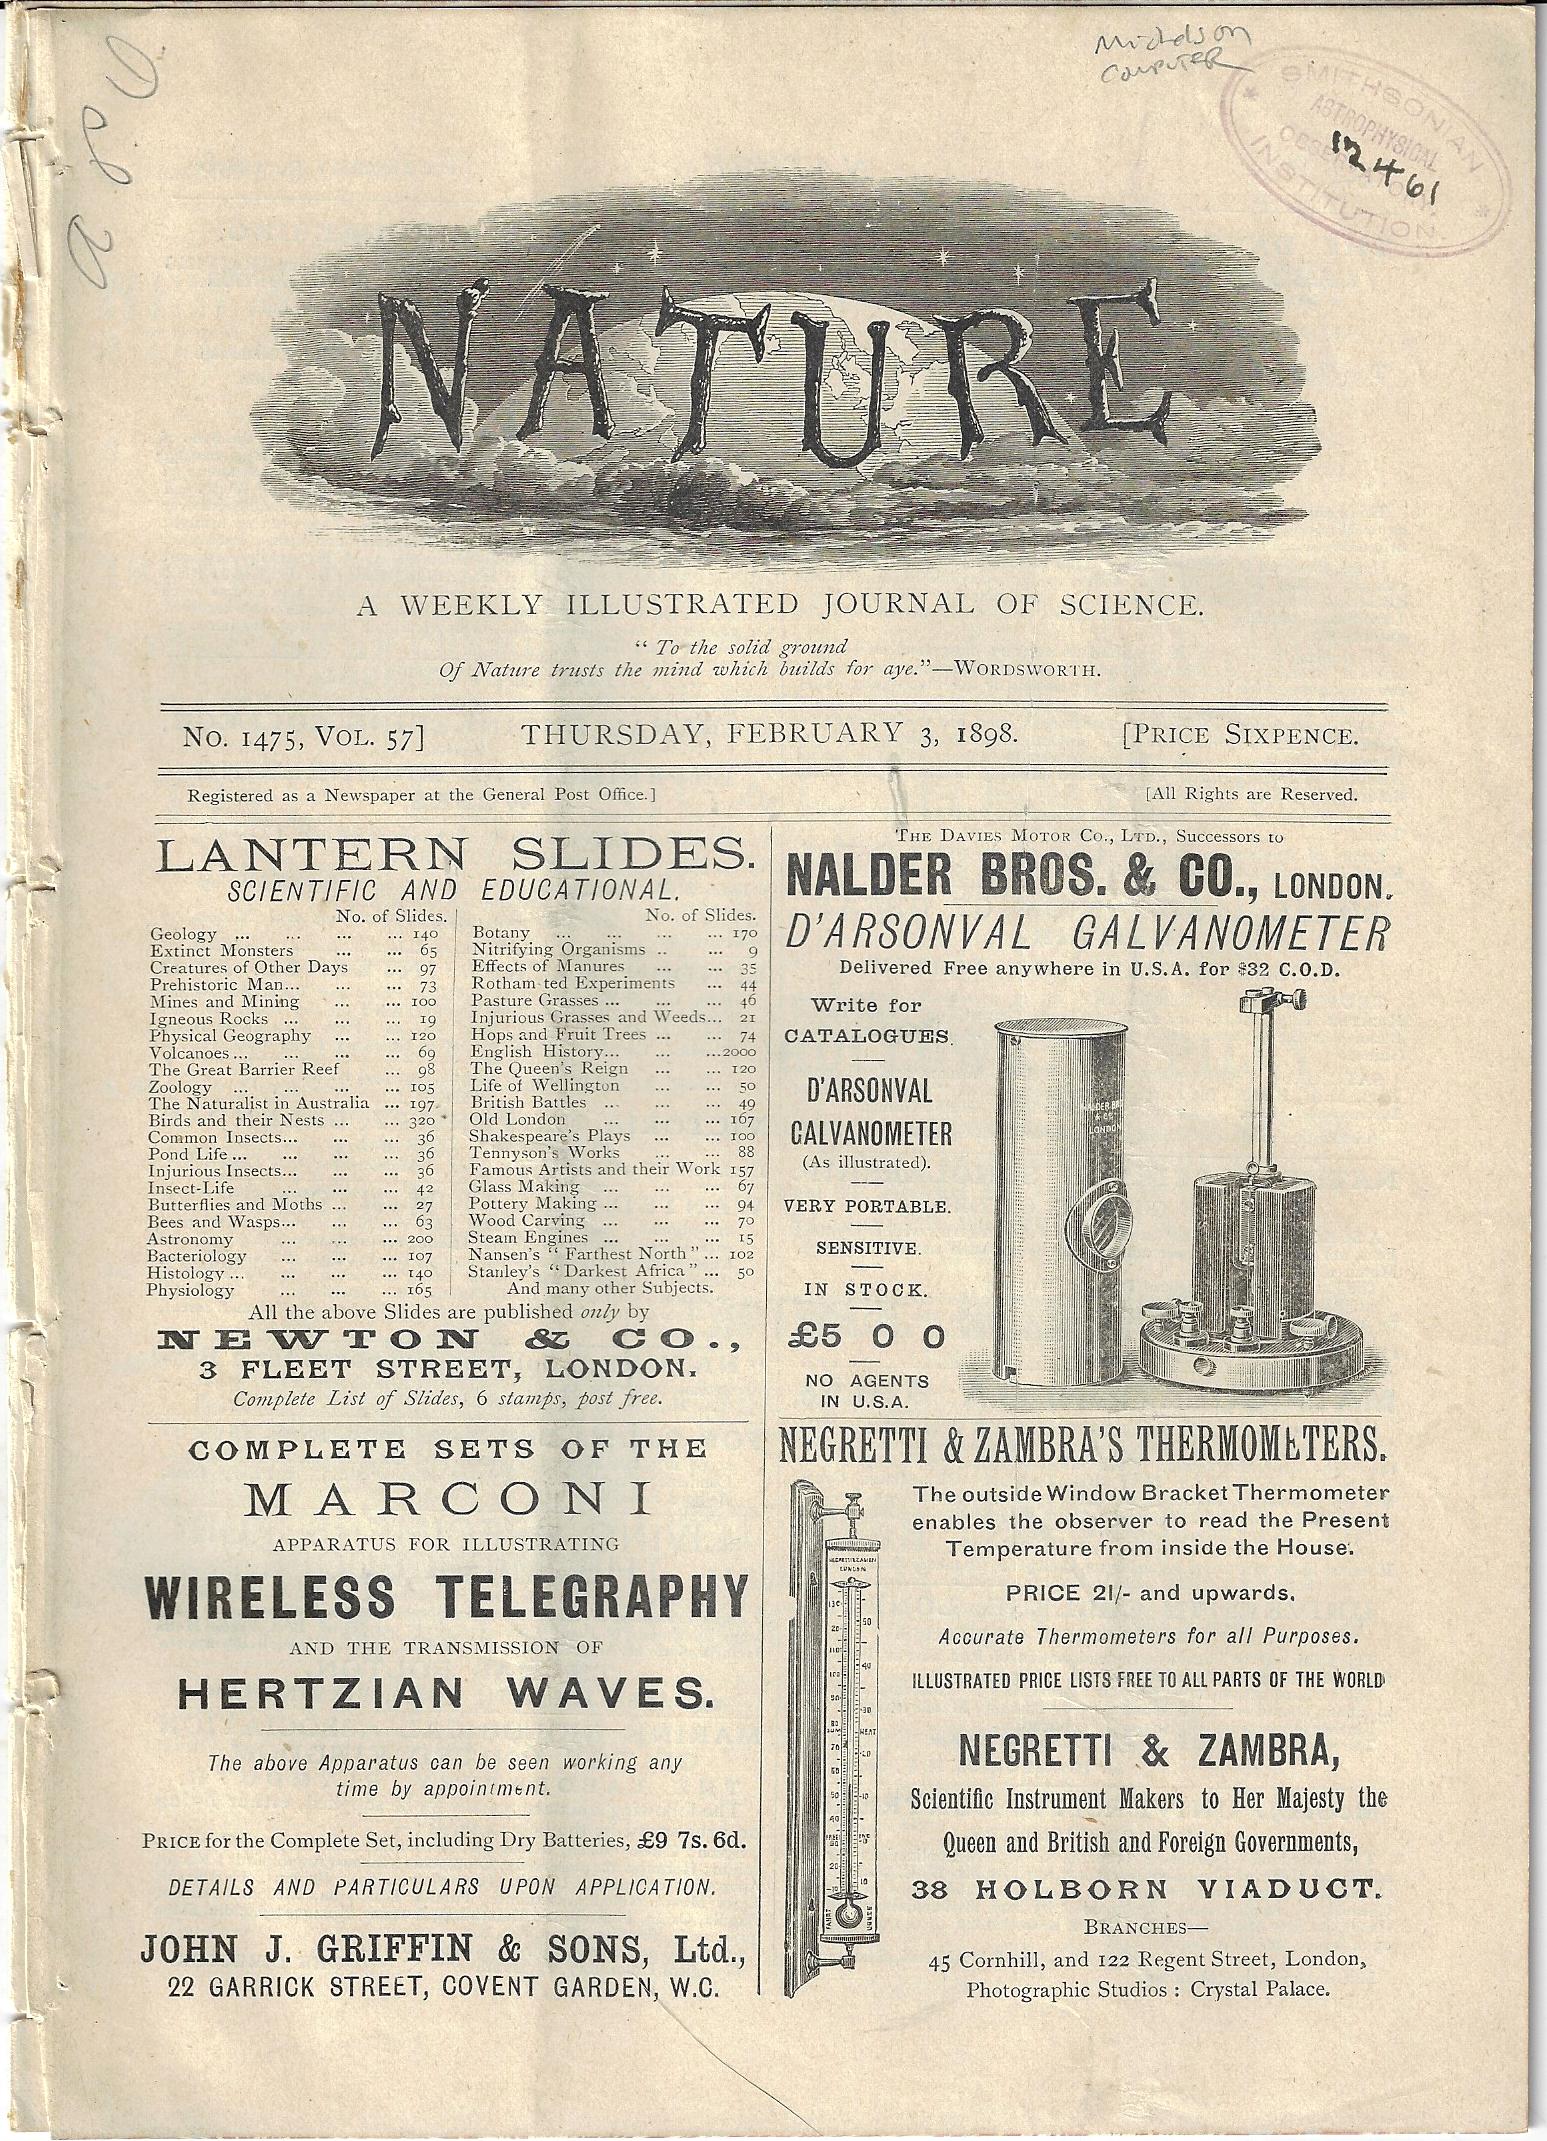 Michelson
COMPUTER
SMITHSONIAN
ASTROPHYSICAL
OBSERVATORY.
INSTITUTION.
12461
NATURE
A WEEKLY ILLUSTRATED JOURNAL OF SCIENCE.
“ To the solid ground
Of Nature trusts the mind which builds for aye.”—WORDSWORTH.
No. 1475, VOL. 57] THURSDAY, FEBRUARY 3, 1898. [PRICE SIXPENCE.
Registered as a Newspaper at the General Post Office.] [All Rights are Reserved.
LANTERN SLIDES.
SCIENTIFIC AND EDUCATIONAL.
No. of Slides.
Geology ... ... ... ... 140
Extinct Monsters ... ... 65
Creatures of Other Days ... 97
Prehistoric Man... ... ... 73
Mines and Mining ... ... 100
Igneous Rocks ... ... ... 19
Physical Geography ... ... 120
Volcanoes ... ... ... ... 69
The Great Barrier Reef ... 98
Zoology ... ... ... ... 105
The Naturalist in Australia ... 197
Birds and their Nests ... ... 320
Common Insects... ... ... 36
Pond Life ... ... ... ... 36
Injurious Insects... ... ... 36
Insect-Life ... ... ... 42
Butterflies and Moths ... ... 27
Bees and Wasps... ... ... 63
Astronomy ... ... ... 200
Bacteriology ... ... ... 107
Histology ... ... ... ... 140
Physiology ... ... ... 165
No. of Slides.
Botany ... ... ... ... 170
Nitrifying Organisms .. ... 9
Effects of Manures ... ... 35
Rotham ted Experiments ... 44
Pasture Grasses ... ... ... 46
Injurious Grasses and Weeds... 21
Hops and Fruit Trees ... ... 74
English History... ... ...2000
The Queen's Reign ... ... 120
Life of Wellington ... ... 50
British Battles ... ... ... 49
Old London ... ... ... 167
Shakespeare's Plays ... ... 100
Tennyson's Works ... ... 88
Famous Artists and their Work 157
Glass Making ... ... ... 67
Pottery Making ... ... ... 94
Wood Carving ... ... ... 70
Steam Engines ... ... ... 15
Nansen's “ Farthest North ” ... 102
Stanley's “ Darkest Africa ” ... 50
And many other Subjects.
All the above Slides are published only by
NEWTON & CO.,
3 FLEET STREET, LONDON.
Complete List of Slides, 6 stamps, post free.
COMPLETE SETS OF THE
MARCONI
APPARATUS FOR ILLUSTRATING
WIRELESS TELEGRAPHY
AND THE TRANSMISSION OF
HERTZIAN WAVES.
The above Apparatus can be seen working any
time by appointment.
PRICE for the Complete Set, including Dry Batteries, £9 7s. 6d.
DETAILS AND PARTICULARS UPON APPLICATION.
JOHN J. GRIFFIN & SONS, Ltd.,
22 GARRICK STREET, COVENT GARDEN, W.C.
THE DAVIES MOTOR CO., LTD., Successors to
NALDER BROS. & CO., LONDON.
D'ARSONVAL GALVANOMETER
Delivered Free anywhere in U.S.A. for $32 C.O.D.
Write for
CATALOGUES.
D'ARSONVAL
GALVANOMETER
(As illustrated).
VERY PORTABLE.
SENSITIVE.
IN STOCK.
£5 0 0
NO AGENTS
IN U.S.A.
NALDER BR
& CO
LONDON
NEGRETTI & ZAMBRA'S THERMOMETERS.
The outside Window Bracket Thermometer
enables the observer to read the Present
Temperature from inside the House.
PRICE 21/- and upwards.
Accurate Thermometers for all Purposes.
ILLUSTRATED PRICE LISTS FREE TO ALL PARTS OF THE WORLD
NEGRETTI & ZAMBRA,
Scientific Instrument Makers to Her Majesty the
Queen and British and Foreign Governments,
38 HOLBORN VIADUCT.
BRANCHES—
45 Cornhill, and 122 Regent Street, London,
Photographic Studios : Crystal Palace.